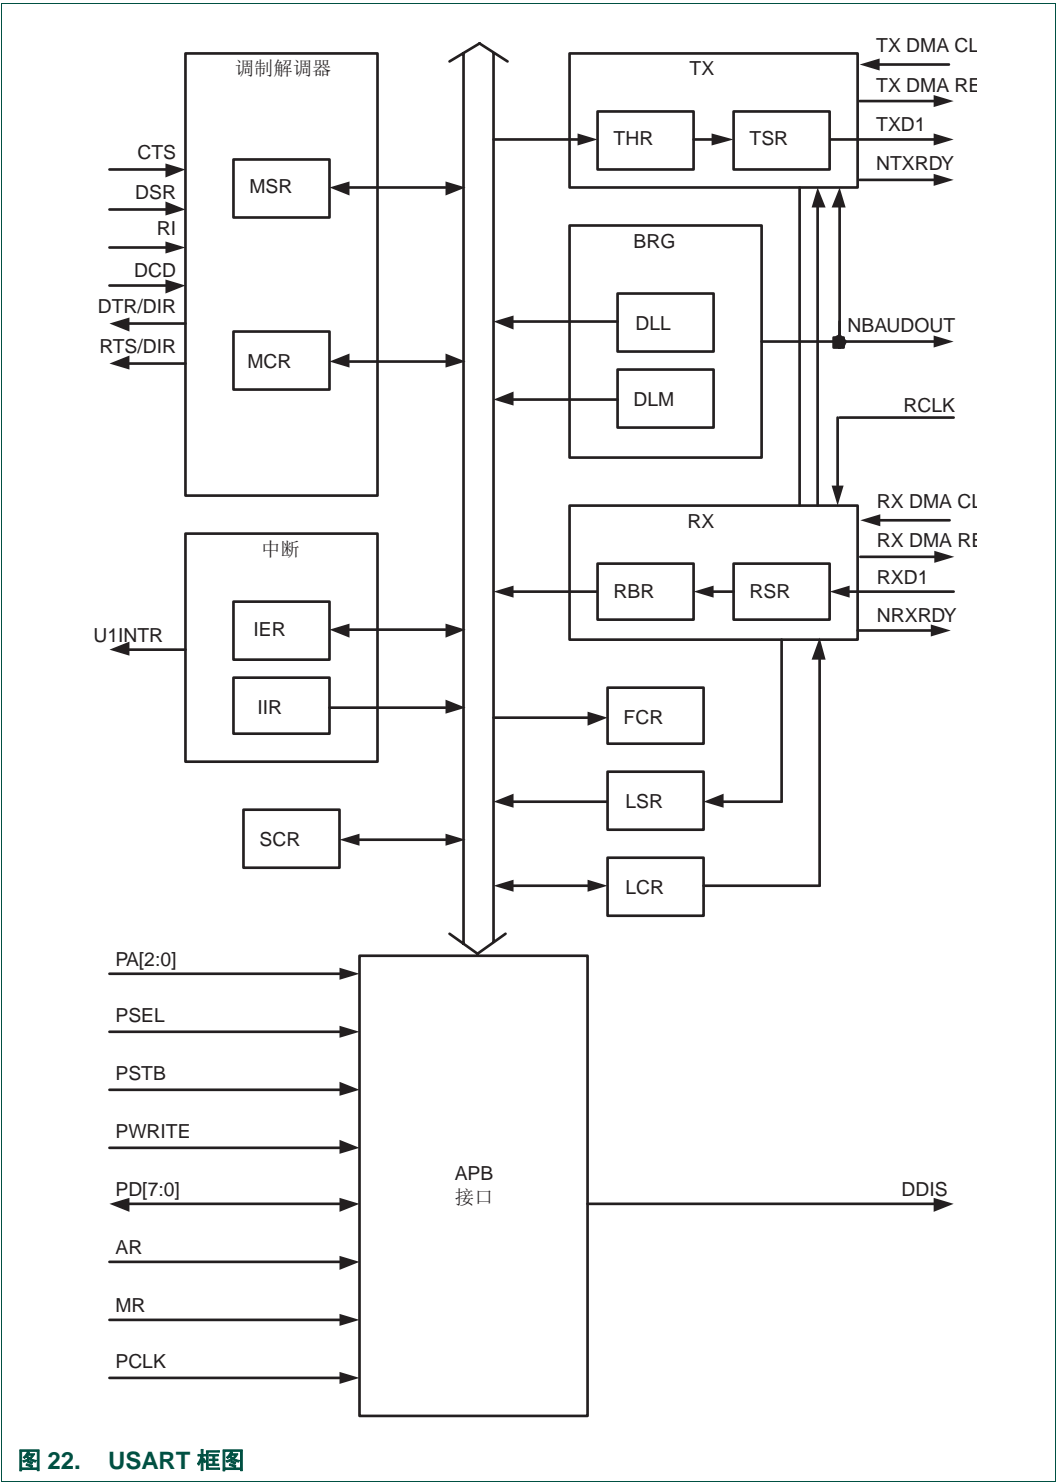 调制解调器
CTS
MSR
DSR
RI
DCD
DTR/DIR
RTS/DIR
MCR
中断
IER
U1INTR
IIR
SCR
TX
TX DMA CL
TX DMA RE
THR
TSR
TXD1
NTXRDY
BRG
DLL
NBAUDOUT
DLM
RCLK
RX
RX DMA CL
RX DMA RE
RBR
RSR
RXD1
NRXRDY
FCR
LSR
LCR
PA[2:0]
PSEL
PSTB
PWRITE
PD[7:0]
AR
MR
PCLK
APB
接口
DDIS
图 22. USART 框图